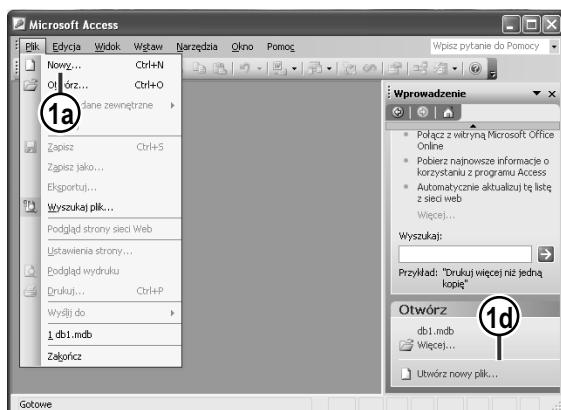 Microsoft Access
Plik Edycja Widok Wstaw Narzędzia Okno Pomoc
Wpisz pytanie do Pomocy
Nowy... Ctrl+N
Ctrl+O
1a
dane zewnętrzne
Zapisz Ctrl+S
Zapisz jako...
Eksportuj...
Wyszukaj plik...
Podgląd strony sieci Web
Ustawienia strony...
Podgląd wydruku
Drukuj... Ctrl+P
Wyślij do
1 db1.mdb
Zakończ
Wprowadzenie
Połącz z witryną Microsoft Office
Online
Pobierz najnowsze informacje o
korzystaniu z programu Access
Automatycznie aktualizuj tę listę
z sieci web
Więcej...
Wyszukaj:
Przykład: "Drukuj więcej niż jedną
kopię"
Otwórz
1d
db1.mdb
Więcej...
Utwórz nowy plik...
Gotowe